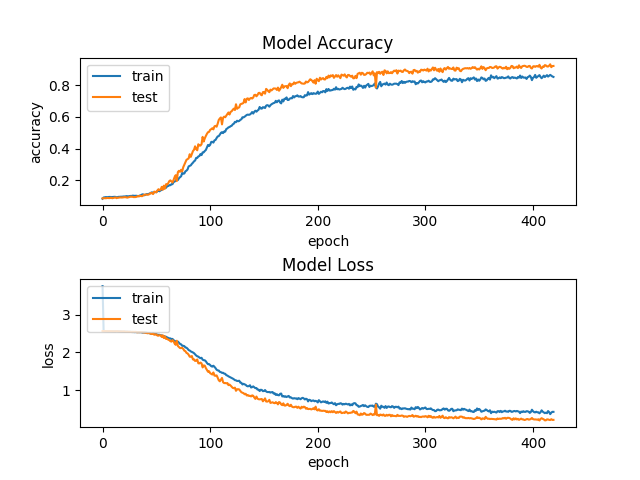 Model Accuracy
accuracy
0.8
0.6
0.4
0.2
train
test
0 100 200 300 400
epoch
Model Loss
loss
3
2
1
train
test
0 100 200 300 400
epoch